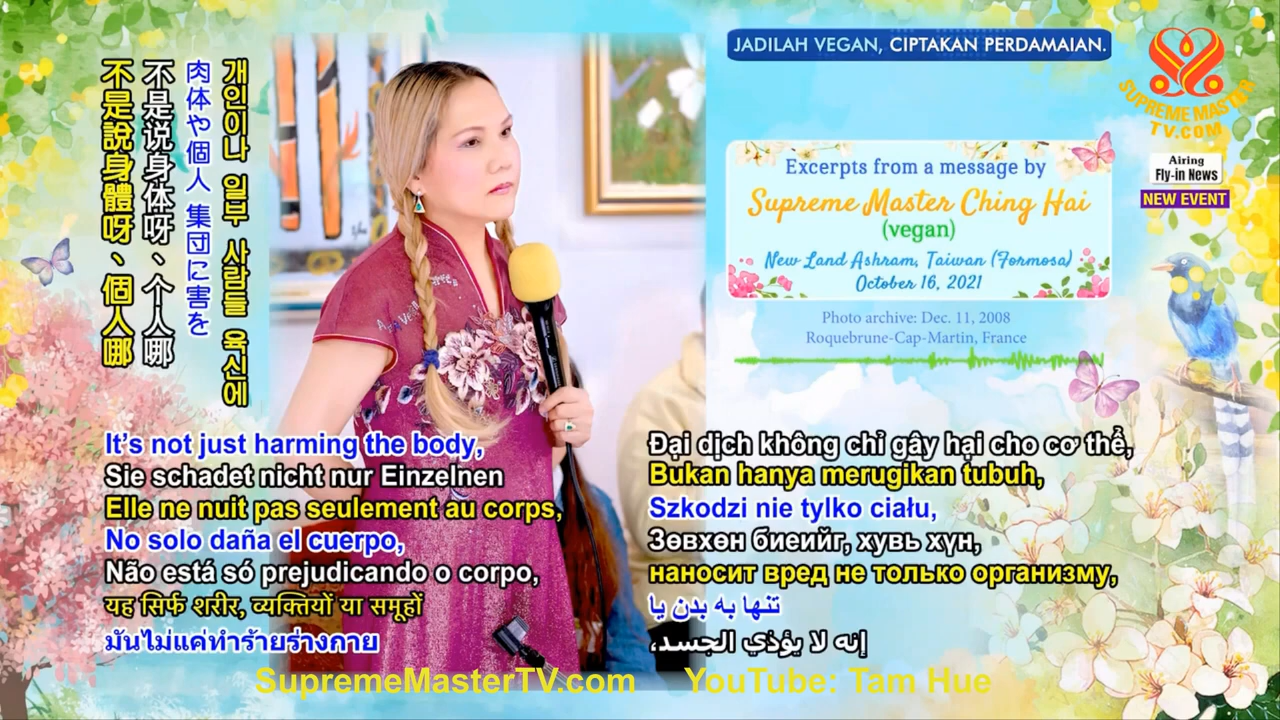 JADILAH VEGAN, CIPTAKAN PERDAMAIAN.
SUPREME MASTER
TV.COM
Airing
Fly-in News
NEW EVENT
Excerpts from a message by
Supreme Master Ching Hai
(vegan)
New Land Ashram, Taiwan (Formosa)
October 16, 2021
Photo archive: Dec. 11, 2008
Roquebrune-Cap-Martin, France
개인이나 일부 사람들 육신에
肉体や個人 集団に害を
不是说身体呀、个人哪
不是說身體呀、個人哪
It's not just harming the body,
Sie schadet nicht nur Einzelnen
Elle ne nuit pas seulement au corps,
No solo daña el cuerpo,
Não está só prejudicando o corpo,
यह सिर्फ शरीर, व्यक्तियों या समूहों
มันไม่แค่ทำร้ายร่างกาย
Đại dịch không chỉ gây hại cho cơ thể,
Bukan hanya merugikan tubuh,
Szkodzi nie tylko ciału,
Зөвхөн биеийг, хувь хүн,
наносит вред не только организму,
تنها به بدن یا
إنه لا يؤذي الجسد،
SupremeMasterTV.com YouTube: Tam Hue